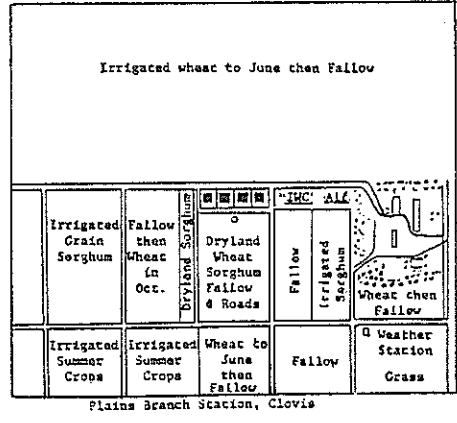 Irrigated wheat to June then Fallow
"IWC" Alf
Irrigated
Grain
Sorghum
Fallow
then
Wheat
in
Oct.
Dryland Sorghum
Dryland
Wheat
Sorghum
Fallow
& Roads
Fallow
Irrigated
Sorghum
Wheat then
Fallow
Irrigated
Summer
Crops
Irrigated
Summer
Crops
Wheat to
June
then
Fallow
Fallow
Weather
Station
Grass
Plains Branch Station, Clovis